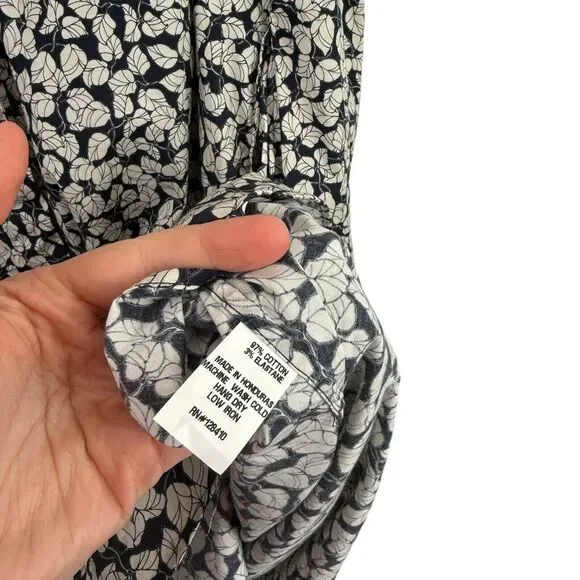 97% COTTON
3% ELASTANE
MADE IN HONDURAS
MACHINE WASH COLD
HANG DRY
LOW IRON
RN#128410